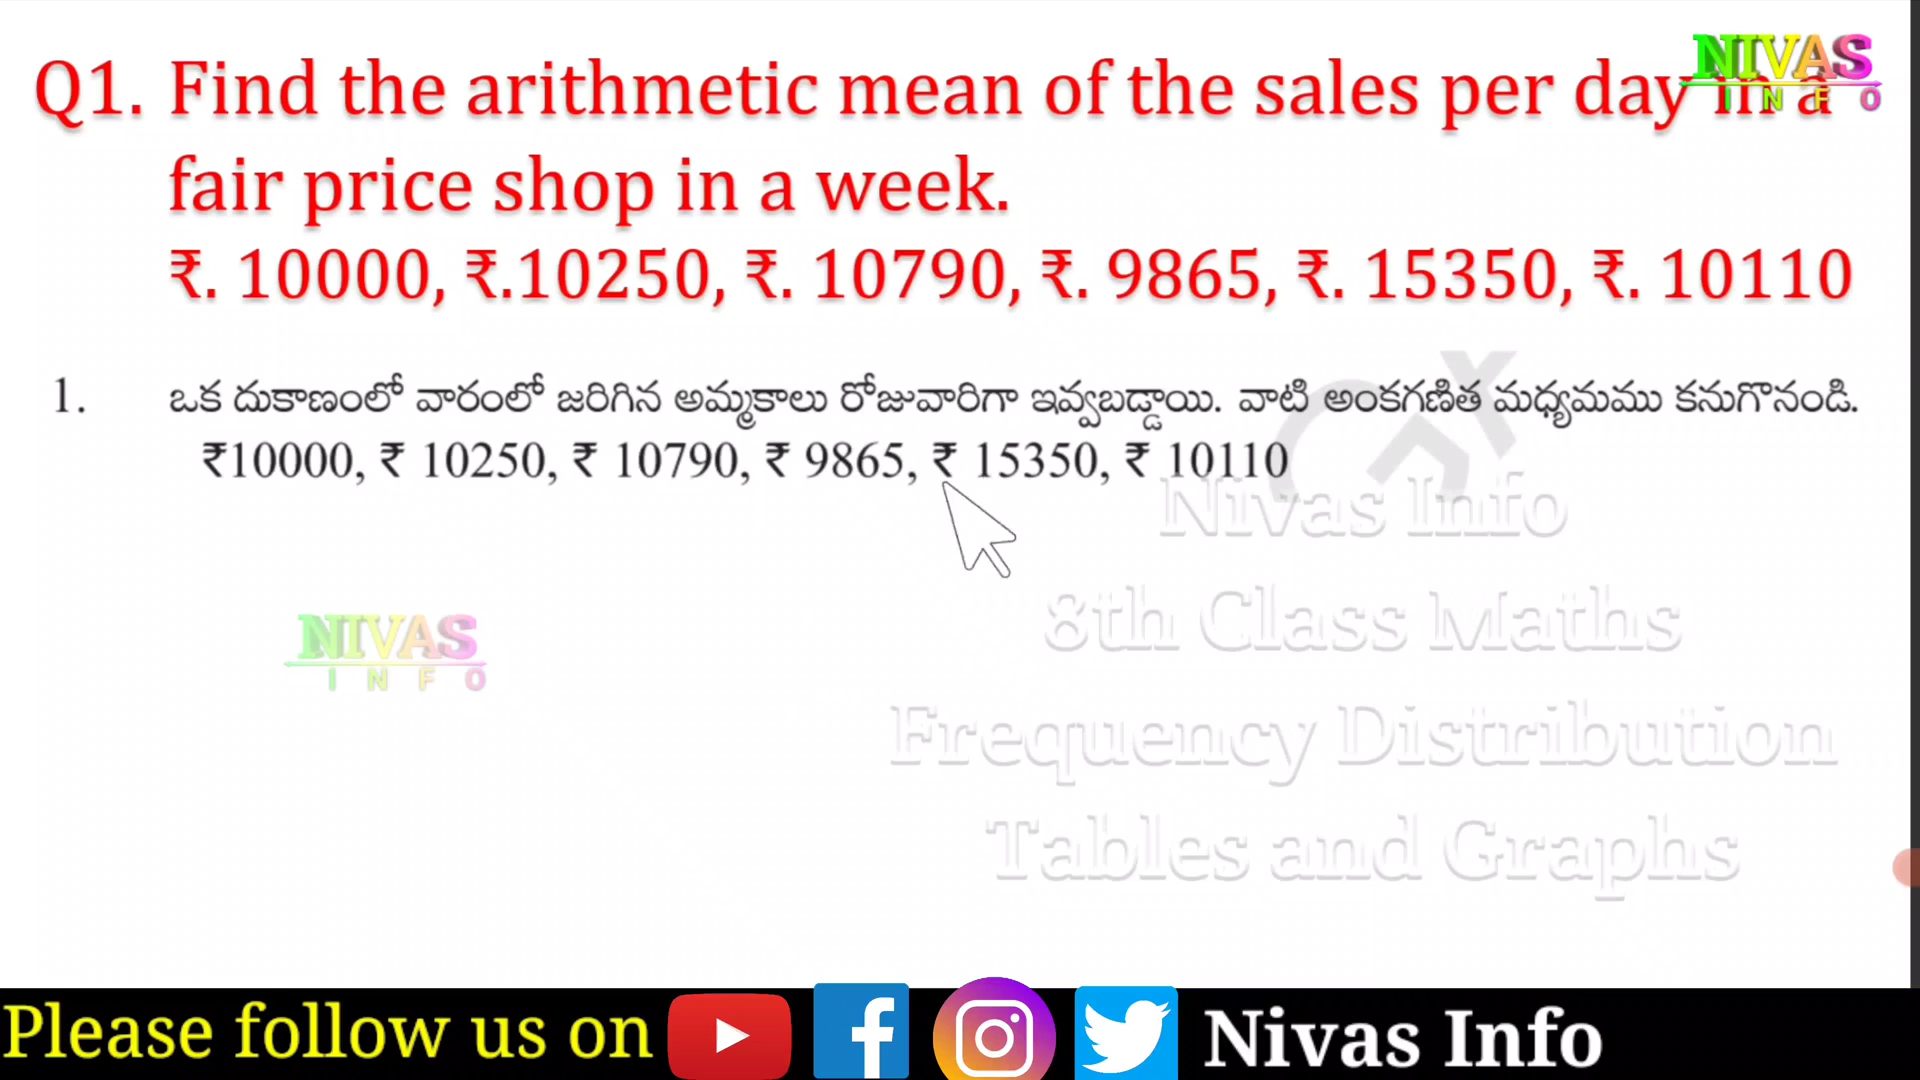 Q1. Find the arithmetic mean of the sales per day in a
fair price shop in a week.
₹. 10000, ₹.10250, ₹. 10790, ₹. 9865, ₹. 15350, ₹. 10110
1. ఒక దుకాణంలో వారంలో జరిగిన అమ్మకాలు రోజువారిగా ఇవ్వబడ్డాయి. వాటి అంకగణిత మధ్యమము కనుగొనండి.
₹10000, ₹ 10250, ₹ 10790, ₹ 9865, ₹ 15350, ₹ 10110
NIVAS
INFO
Nivas Info
8th Class Maths
Frequency Distribution
Tables and Graphs
NIVAS
INFO
Please follow us on Nivas Info